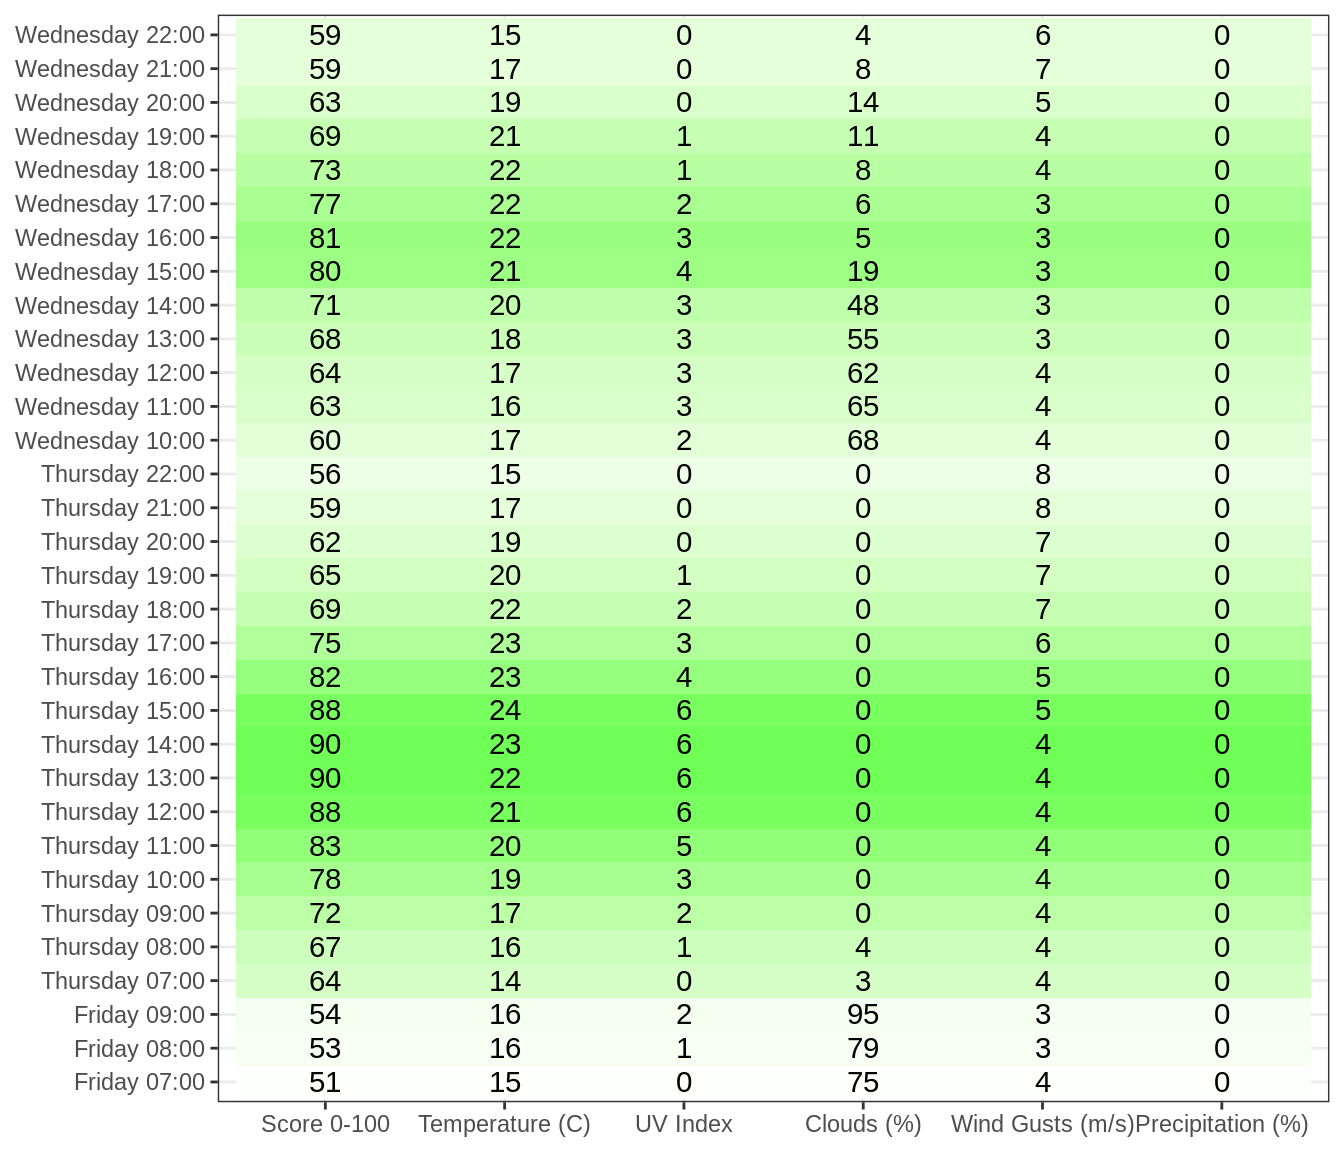 Wednesday 22:00 59 15 0 4 6 0
Wednesday 21:00 59 17 0 8 7 0
Wednesday 20:00 63 19 0 14 5 0
Wednesday 19:00 69 21 1 11 4 0
Wednesday 18:00 73 22 1 8 4 0
Wednesday 17:00 77 22 2 6 3 0
Wednesday 16:00 81 22 3 5 3 0
Wednesday 15:00 80 21 4 19 3 0
Wednesday 14:00 71 20 3 48 3 0
Wednesday 13:00 68 18 3 55 3 0
Wednesday 12:00 64 17 3 62 4 0
Wednesday 11:00 63 16 3 65 4 0
Wednesday 10:00 60 17 2 68 4 0
Thursday 22:00 56 15 0 0 8 0
Thursday 21:00 59 17 0 0 8 0
Thursday 20:00 62 19 0 0 7 0
Thursday 19:00 65 20 1 0 7 0
Thursday 18:00 69 22 2 0 7 0
Thursday 17:00 75 23 3 0 6 0
Thursday 16:00 82 23 4 0 5 0
Thursday 15:00 88 24 6 0 5 0
Thursday 14:00 90 23 6 0 4 0
Thursday 13:00 90 22 6 0 4 0
Thursday 12:00 88 21 6 0 4 0
Thursday 11:00 83 20 5 0 4 0
Thursday 10:00 78 19 3 0 4 0
Thursday 09:00 72 17 2 0 4 0
Thursday 08:00 67 16 1 4 4 0
Thursday 07:00 64 14 0 3 4 0
Friday 09:00 54 16 2 95 3 0
Friday 08:00 53 16 1 79 3 0
Friday 07:00 51 15 0 75 4 0
Score 0-100 Temperature (C) UV Index Clouds (%) Wind Gusts (m/s) Precipitation (%)